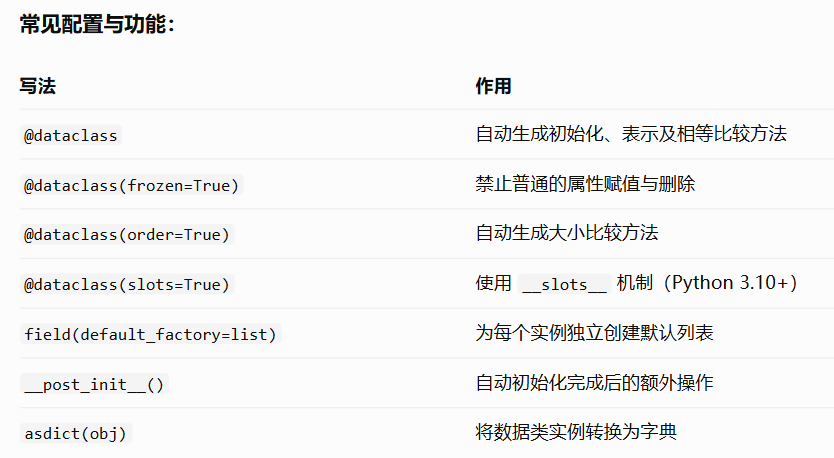 常见配置与功能：
写法 作用
@dataclass 自动生成初始化、表示及相等比较方法
@dataclass(frozen=True) 禁止普通的属性赋值与删除
@dataclass(order=True) 自动生成大小比较方法
@dataclass(slots=True) 使用 __slots__ 机制（Python 3.10+）
field(default_factory=list) 为每个实例独立创建默认列表
__post_init__() 自动初始化完成后的额外操作
asdict(obj) 将数据类实例转换为字典